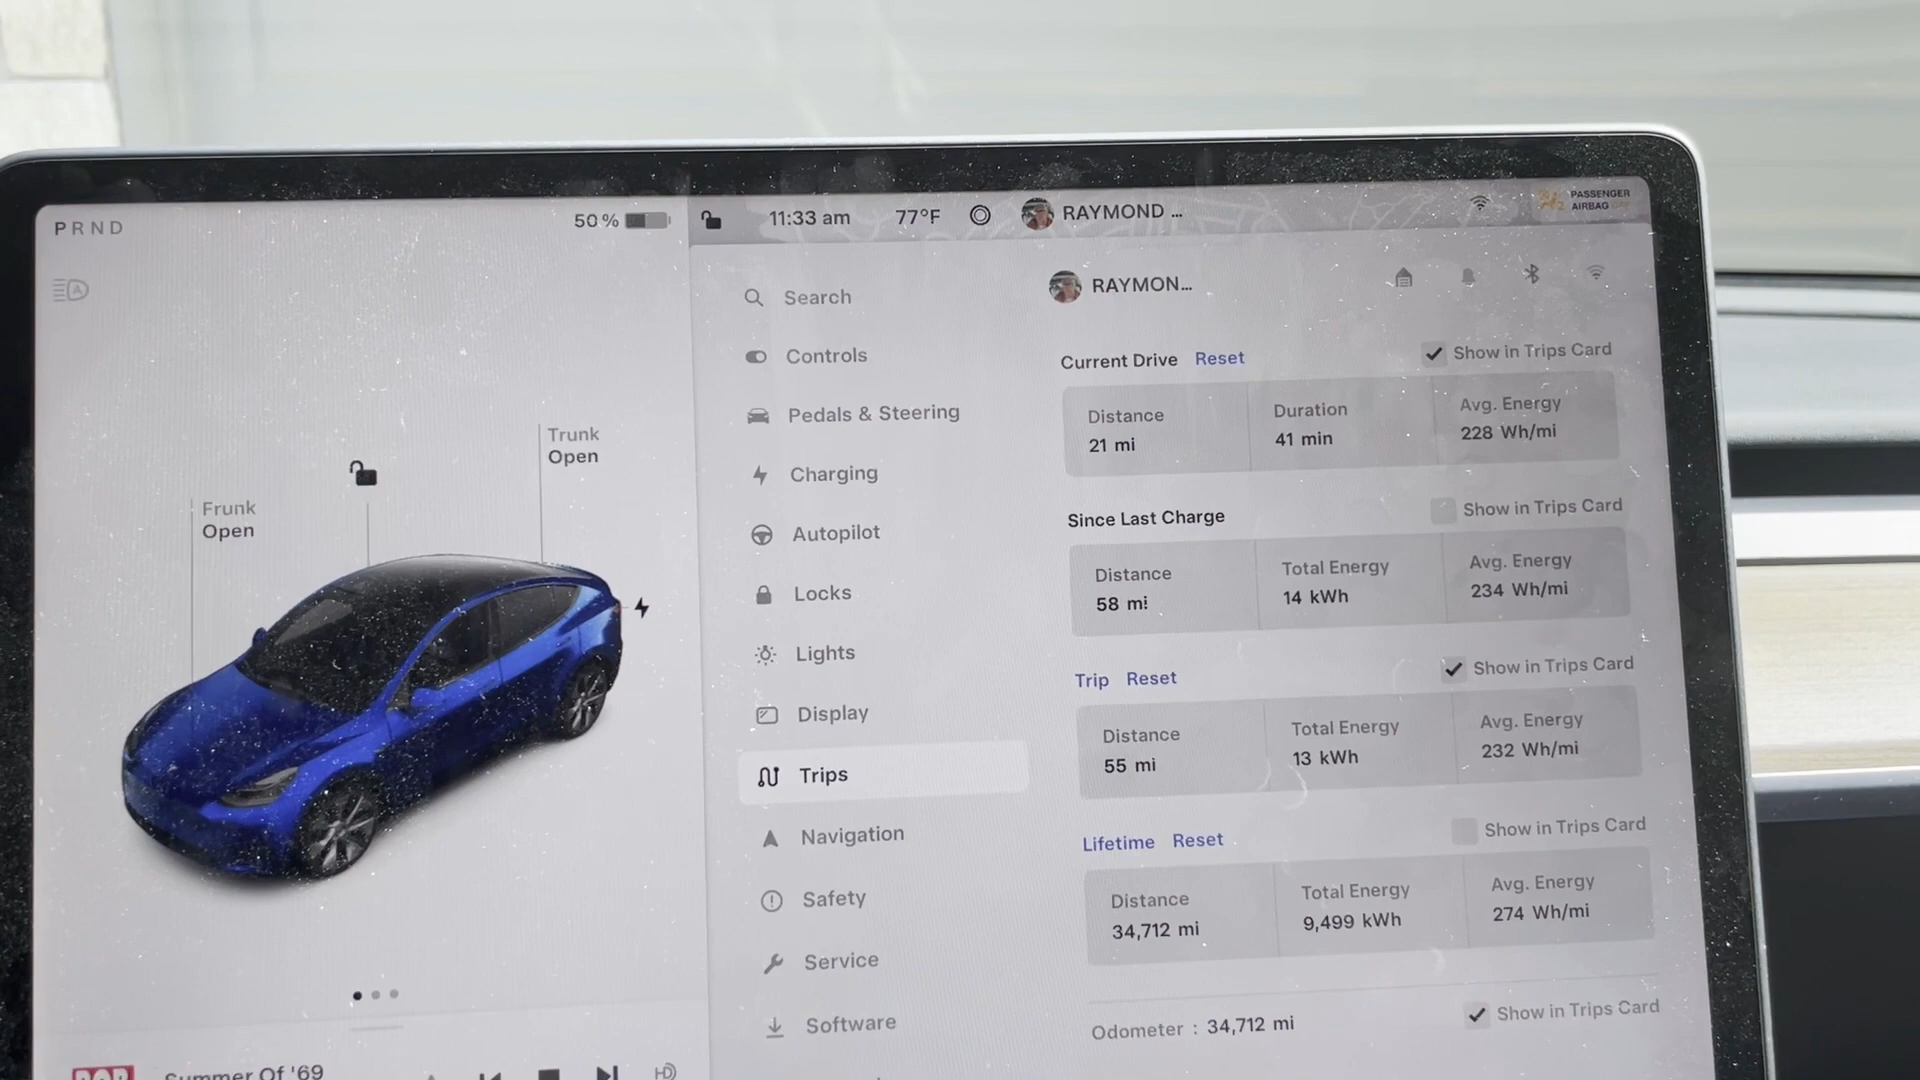 PRND
50 %
11:33 am
77°F
RAYMOND ...
PASSENGER
AIRBAG
Frunk
Open
Trunk
Open
Summer Of '69
HD
Search
Controls
Pedals & Steering
Charging
Autopilot
Locks
Lights
Display
Trips
Navigation
Safety
Service
Software
RAYMON...
Current Drive Reset
Show in Trips Card
Distance
21 mi
Duration
41 min
Avg. Energy
228 Wh/mi
Since Last Charge
Show in Trips Card
Distance
58 mi
Total Energy
14 kWh
Avg. Energy
234 Wh/mi
Trip Reset
Show in Trips Card
Distance
55 mi
Total Energy
13 kWh
Avg. Energy
232 Wh/mi
Lifetime Reset
Show in Trips Card
Distance
34,712 mi
Total Energy
9,499 kWh
Avg. Energy
274 Wh/mi
Odometer : 34,712 mi
Show in Trips Card